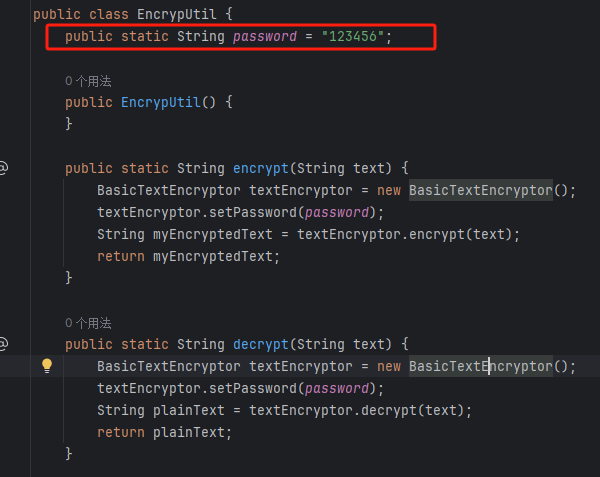 public class EncrypUtil {
public static String password = "123456";
0 个用法
public EncrypUtil() {
}
@
public static String encrypt(String text) {
BasicTextEncryptor textEncryptor = new BasicTextEncryptor();
textEncryptor.setPassword(password);
String myEncryptedText = textEncryptor.encrypt(text);
return myEncryptedText;
}
0 个用法
@
public static String decrypt(String text) {
BasicTextEncryptor textEncryptor = new BasicTextEncryptor();
textEncryptor.setPassword(password);
String plainText = textEncryptor.decrypt(text);
return plainText;
}